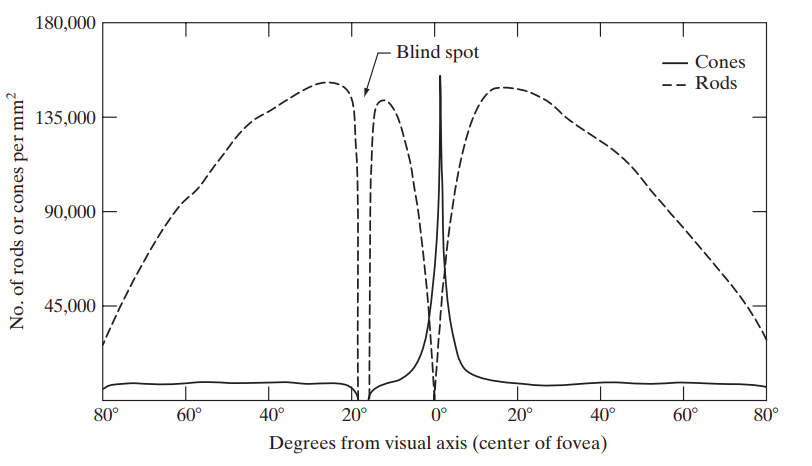 180,000
135,000
90,000
45,000
No. of rods or cones per mm²
Blind spot
Cones
Rods
80° 60° 40° 20° 0° 20° 40° 60° 80°
Degrees from visual axis (center of fovea)